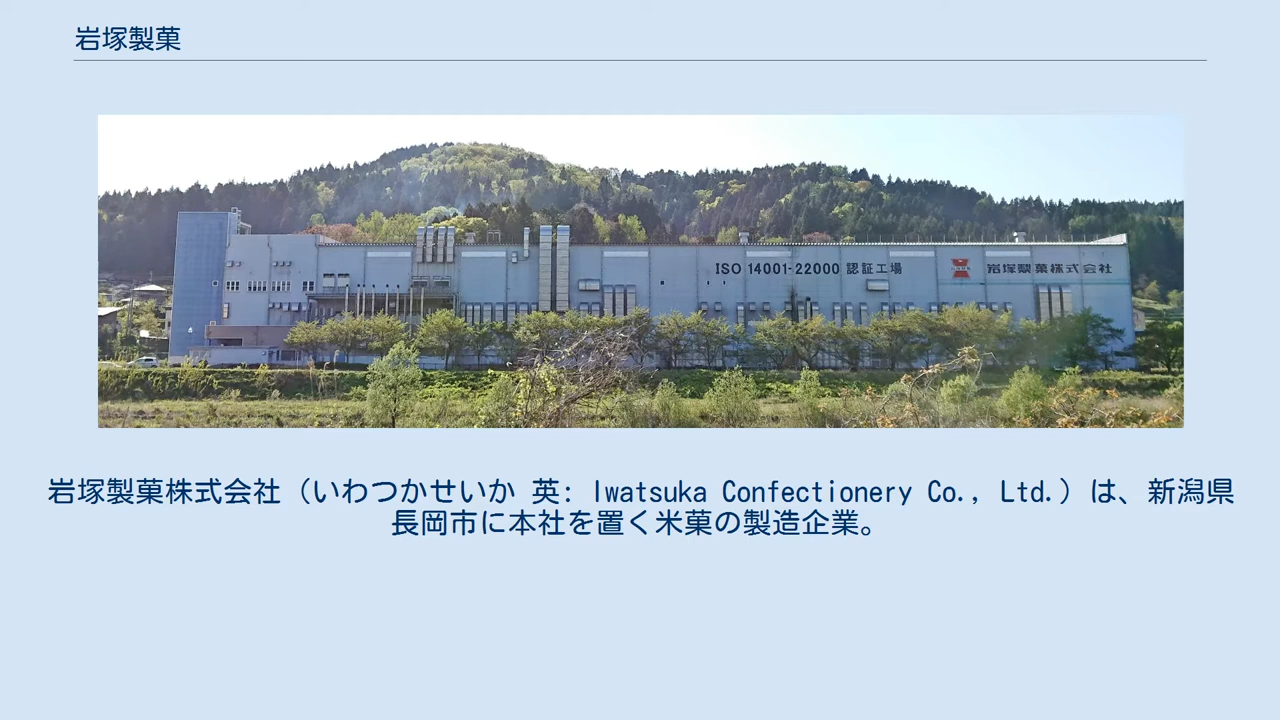 岩塚製菓
ISO 14001-22000 認証工場
岩塚製菓株式会社
岩塚製菓株式会社（いわつかせいか 英: Iwatsuka Confectionery Co., Ltd.）は、新潟県
長岡市に本社を置く米菓の製造企業。